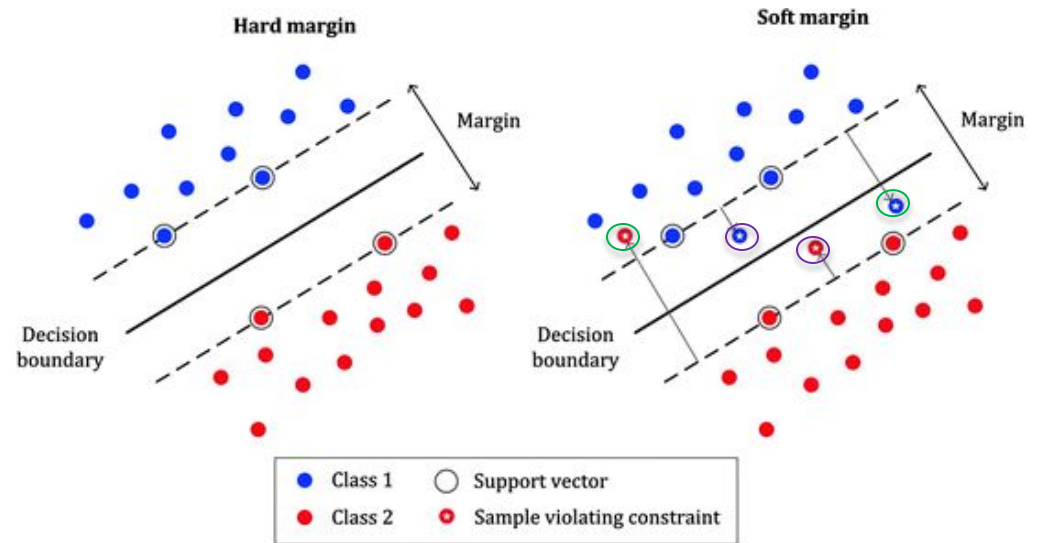 Hard margin
Margin
Decision
boundary
Soft margin
Margin
Decision
boundary
Class 1
Support vector
Class 2
Sample violating constraint